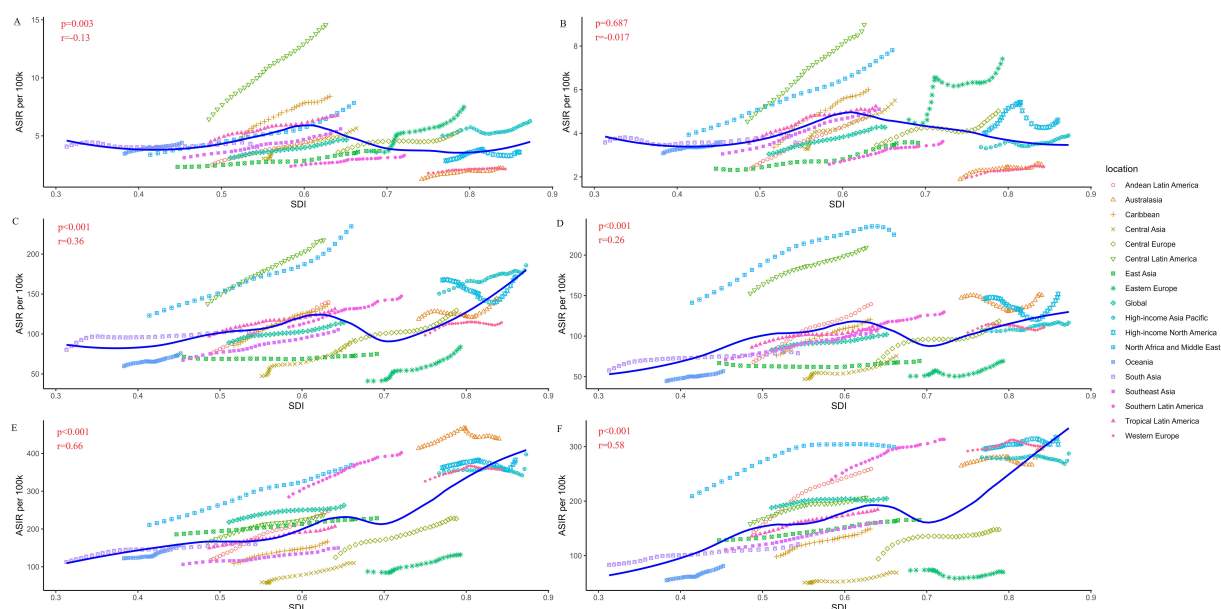 A
p=0.003
r=-0.13
15
10
5
ASIR per 100k
0.3
0.4
0.5
0.6
0.7
0.8
0.9
SDI
B
p=0.687
r=-0.017
8
6
4
2
ASIR per 100k
0.3
0.4
0.5
0.6
0.7
0.8
0.9
SDI
C
p<0.001
r=0.36
200
150
100
50
ASIR per 100k
0.3
0.4
0.5
0.6
0.7
0.8
0.9
SDI
D
p<0.001
r=0.26
200
150
100
50
ASIR per 100k
0.3
0.4
0.5
0.6
0.7
0.8
0.9
SDI
E
p<0.001
r=0.66
400
300
200
100
ASIR per 100k
0.3
0.4
0.5
0.6
0.7
0.8
0.9
SDI
F
p<0.001
r=0.58
300
200
100
ASIR per 100k
0.3
0.4
0.5
0.6
0.7
0.8
0.9
SDI
location
Andean Latin America
Australasia
Caribbean
Central Asia
Central Europe
Central Latin America
East Asia
Eastern Europe
Global
High-income Asia Pacific
High-income North America
North Africa and Middle East
Oceania
South Asia
Southeast Asia
Southern Latin America
Tropical Latin America
Western Europe